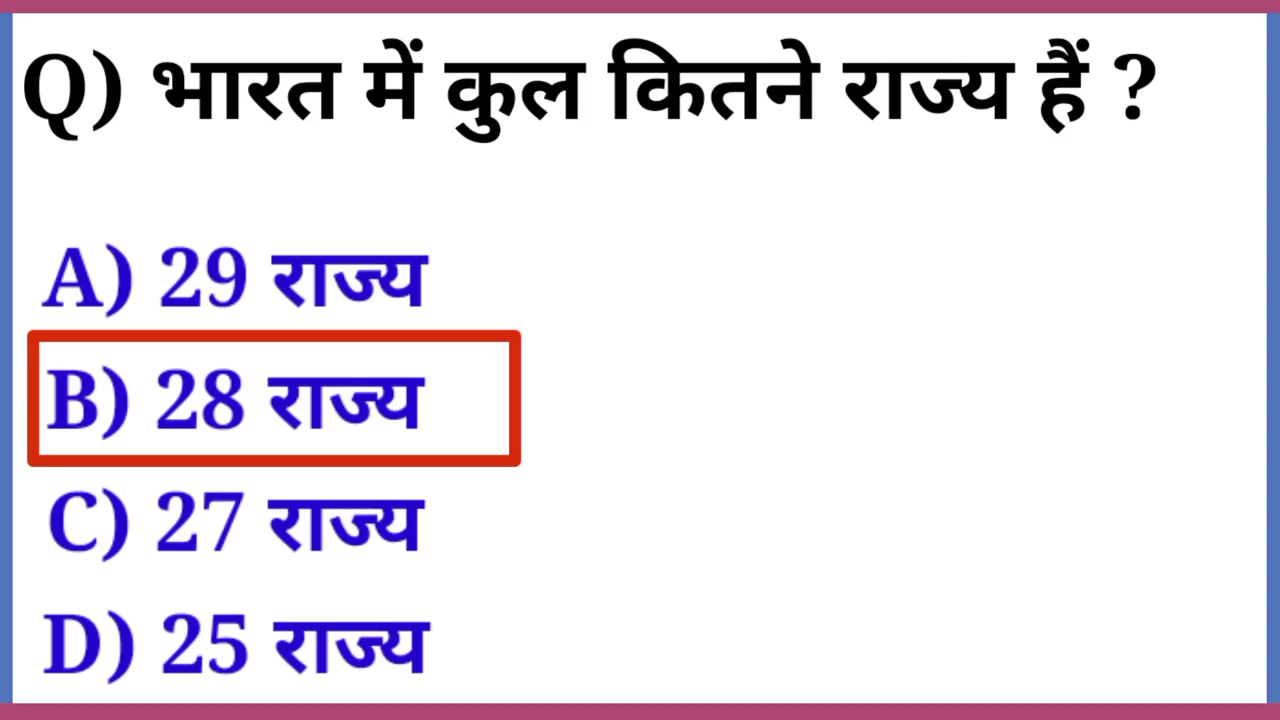 Q) भारत में कुल कितने राज्य हैं ?
A) 29 राज्य
B) 28 राज्य
C) 27 राज्य
D) 25 राज्य